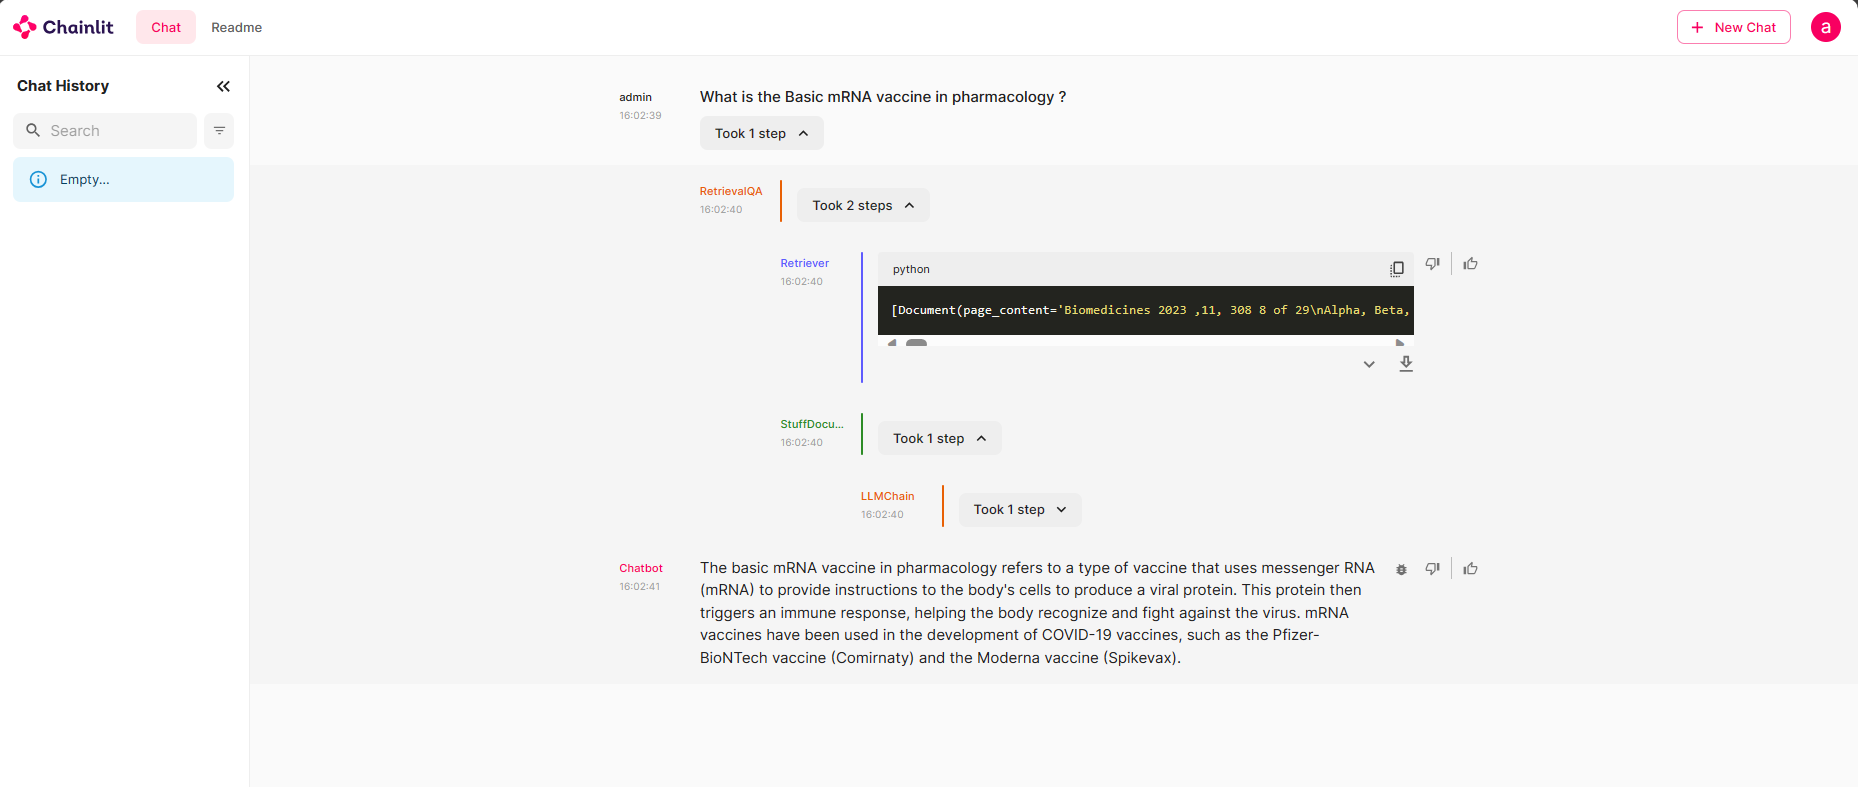 Chainlit
Chat
Readme
New Chat
a
Chat History
Search
Empty...
admin
16:02:39
What is the Basic mRNA vaccine in pharmacology ?
Took 1 step
RetrievalQA
16:02:40
Took 2 steps
Retriever
16:02:40
python
[Document(page_content='Biomedicines 2023 ,11, 308 8 of 29\nAlpha, Beta,
StuffDocu...
16:02:40
Took 1 step
LLMChain
16:02:40
Took 1 step
Chatbot
16:02:41
The basic mRNA vaccine in pharmacology refers to a type of vaccine that uses messenger RNA
(mRNA) to provide instructions to the body's cells to produce a viral protein. This protein then
triggers an immune response, helping the body recognize and fight against the virus. mRNA
vaccines have been used in the development of COVID-19 vaccines, such as the Pfizer-
BioNTech vaccine (Comirnaty) and the Moderna vaccine (Spikevax).